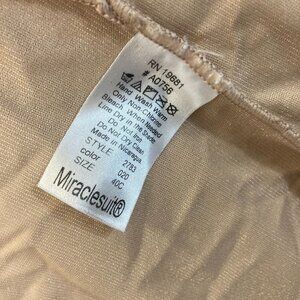 RN 19681
# A0756
Hand Wash Warm
Only Non-Chlorine
Bleach, When Needed
Line Dry in the Shade
Do Not Iron
Do Not Dry Clean
Made in Nicaragua
STYLE: 2783
color 020
SIZE 40C
Miraclesuit®